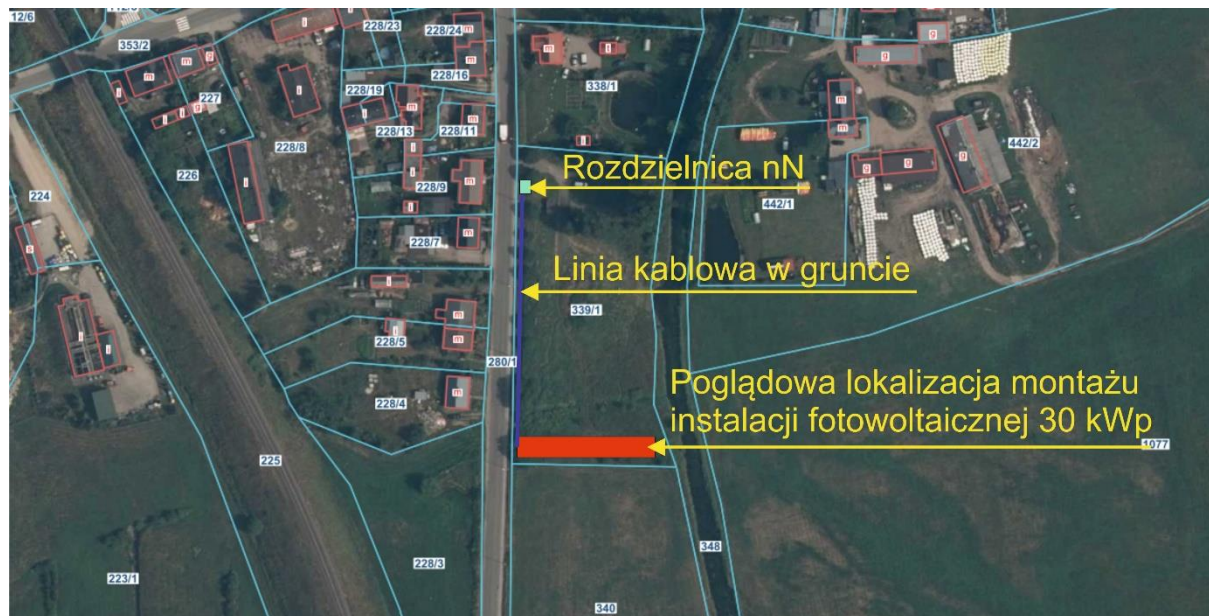 12/6
112/6
353/2
m
m
g
i
228/23
228/24
m
m
228/16
m
i
338/1
g
g
227
i
i
g
i
228/19
i
m
228/13
228/11
m
i
m
m
442/2
228/8
226
i
i
228/9
m
i
Rozdzielnica nN
g
g
g
224
442/1
228/7
m
s
Linia kablowa w gruncie
i
339/1
i
i
m
i
228/5
m
280/1
Poglądowa lokalizacja montażu
instalacji fotowoltaicznej 30 kWp
228/4
m
1077
225
348
228/3
223/1
340